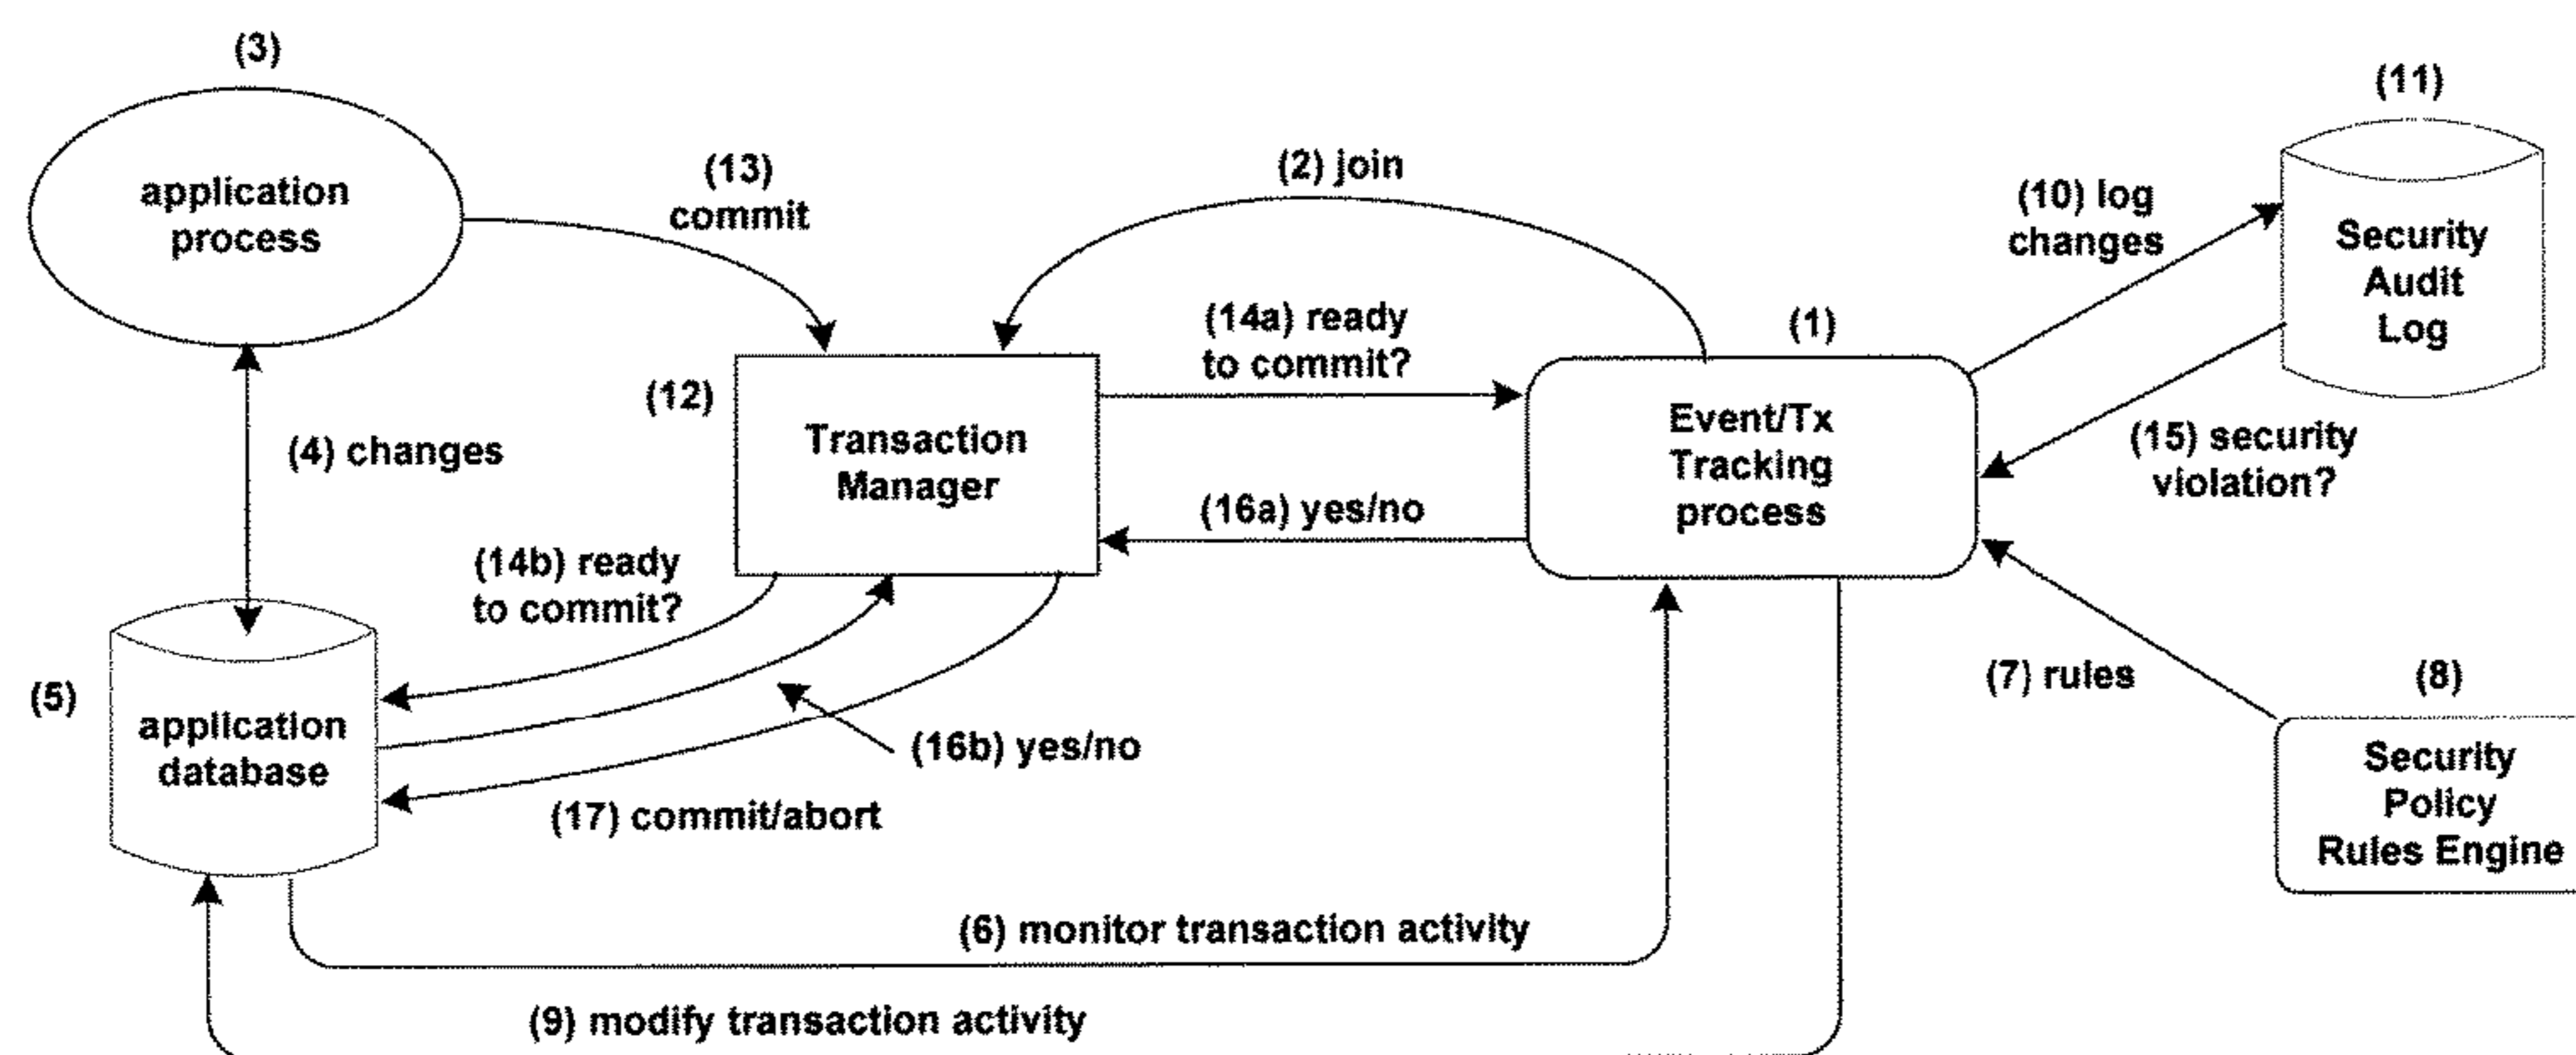 (3)
application
process
(13)
commit
(2) join
(11)
(10) log
changes
Security
Audit
Log
(14a) ready
to commit?
(1)
(12)
Transaction
Manager
Event/Tx
Tracking
process
(4) changes
(15) security
violation?
(16a) yes/no
(14b) ready
to commit?
(5)
application
database
(16b) yes/no
(17) commit/abort
(7) rules
(8)
Security
Policy
Rules Engine
(6) monitor transaction activity
(9) modify transaction activity